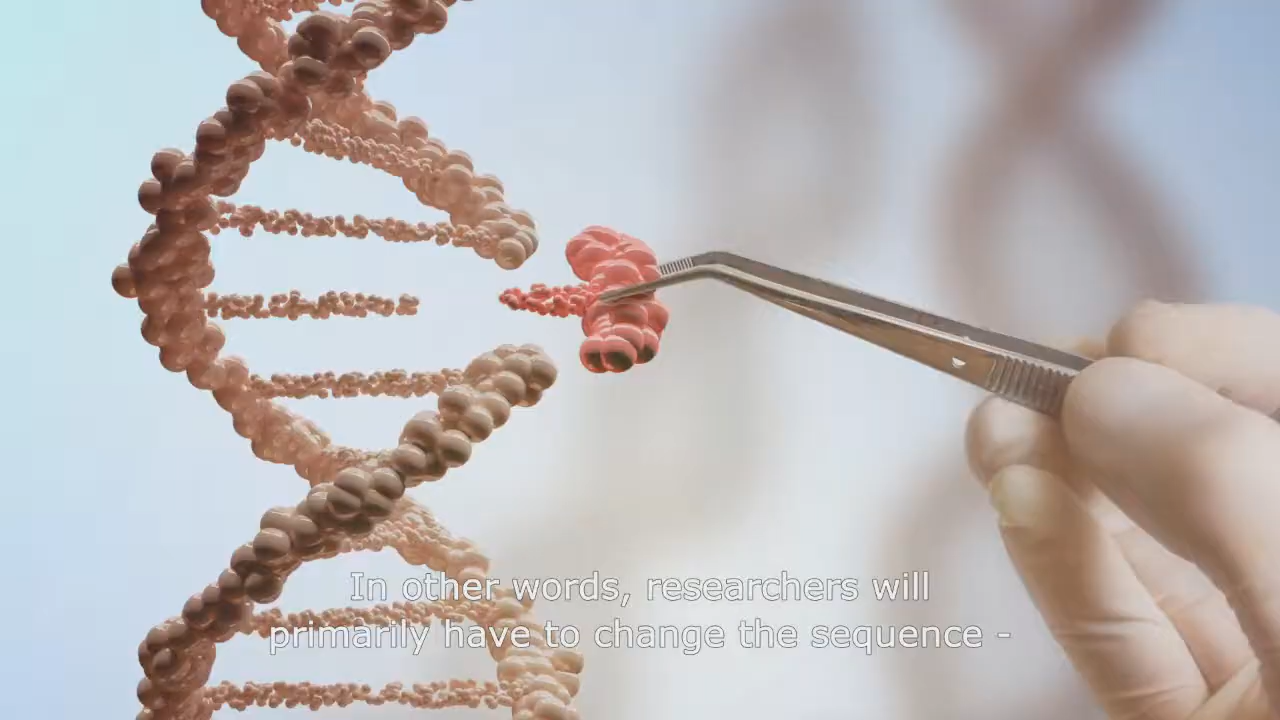 In other words, researchers will
primarily have to change the sequence -